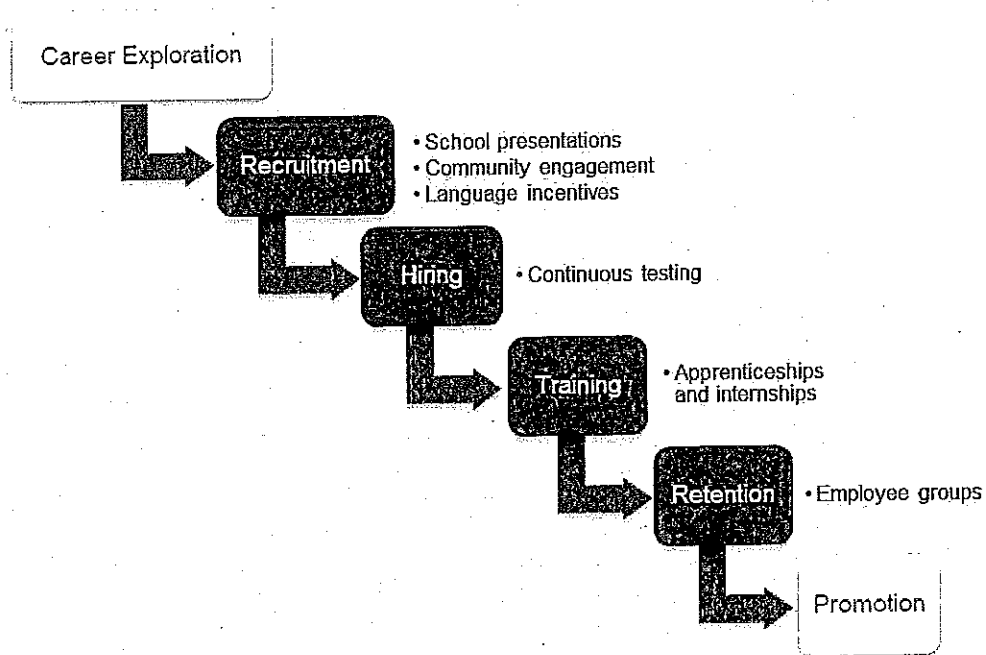 Career Exploration
Recruitment
• School presentations
• Community engagement
• Language incentives
Hiring
• Continuous testing
Training
• Apprenticeships
and internships
Retention
• Employee groups
Promotion